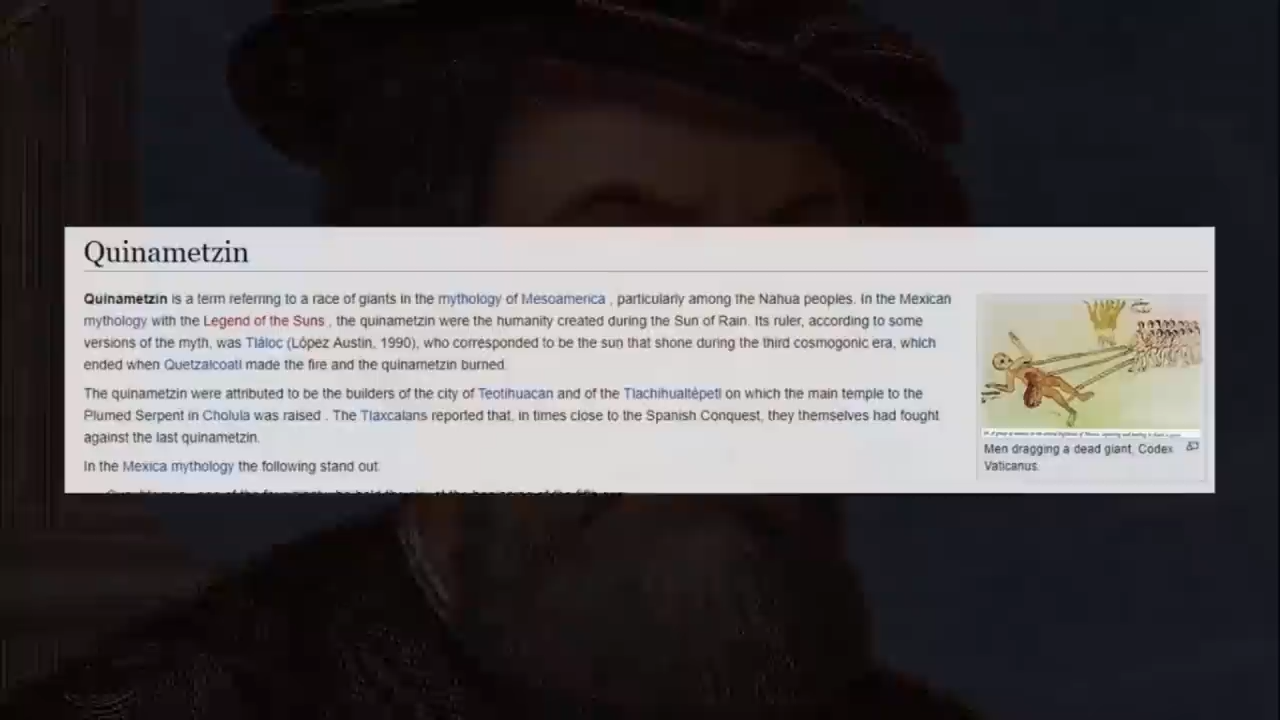 Quinametzin
Quinametzin is a term referring to a race of giants in the mythology of Mesoamerica , particularly among the Nahua peoples. In the Mexican
mythology with the Legend of the Suns , the quinametzin were the humanity created during the Sun of Rain. Its ruler, according to some
versions of the myth, was Tláloc (López Austin, 1990), who corresponded to be the sun that shone during the third cosmogonic era, which
ended when Quetzalcoatl made the fire and the quinametzin burned.
The quinametzin were attributed to be the builders of the city of Teotihuacan and of the Tlachihualtépetl on which the main temple to the
Plumed Serpent in Cholula was raised . The Tlaxcalans reported that, in times close to the Spanish Conquest, they themselves had fought
against the last quinametzin.
In the Mexica mythology the following stand out:
Men dragging a dead giant, Codex
Vaticanus.